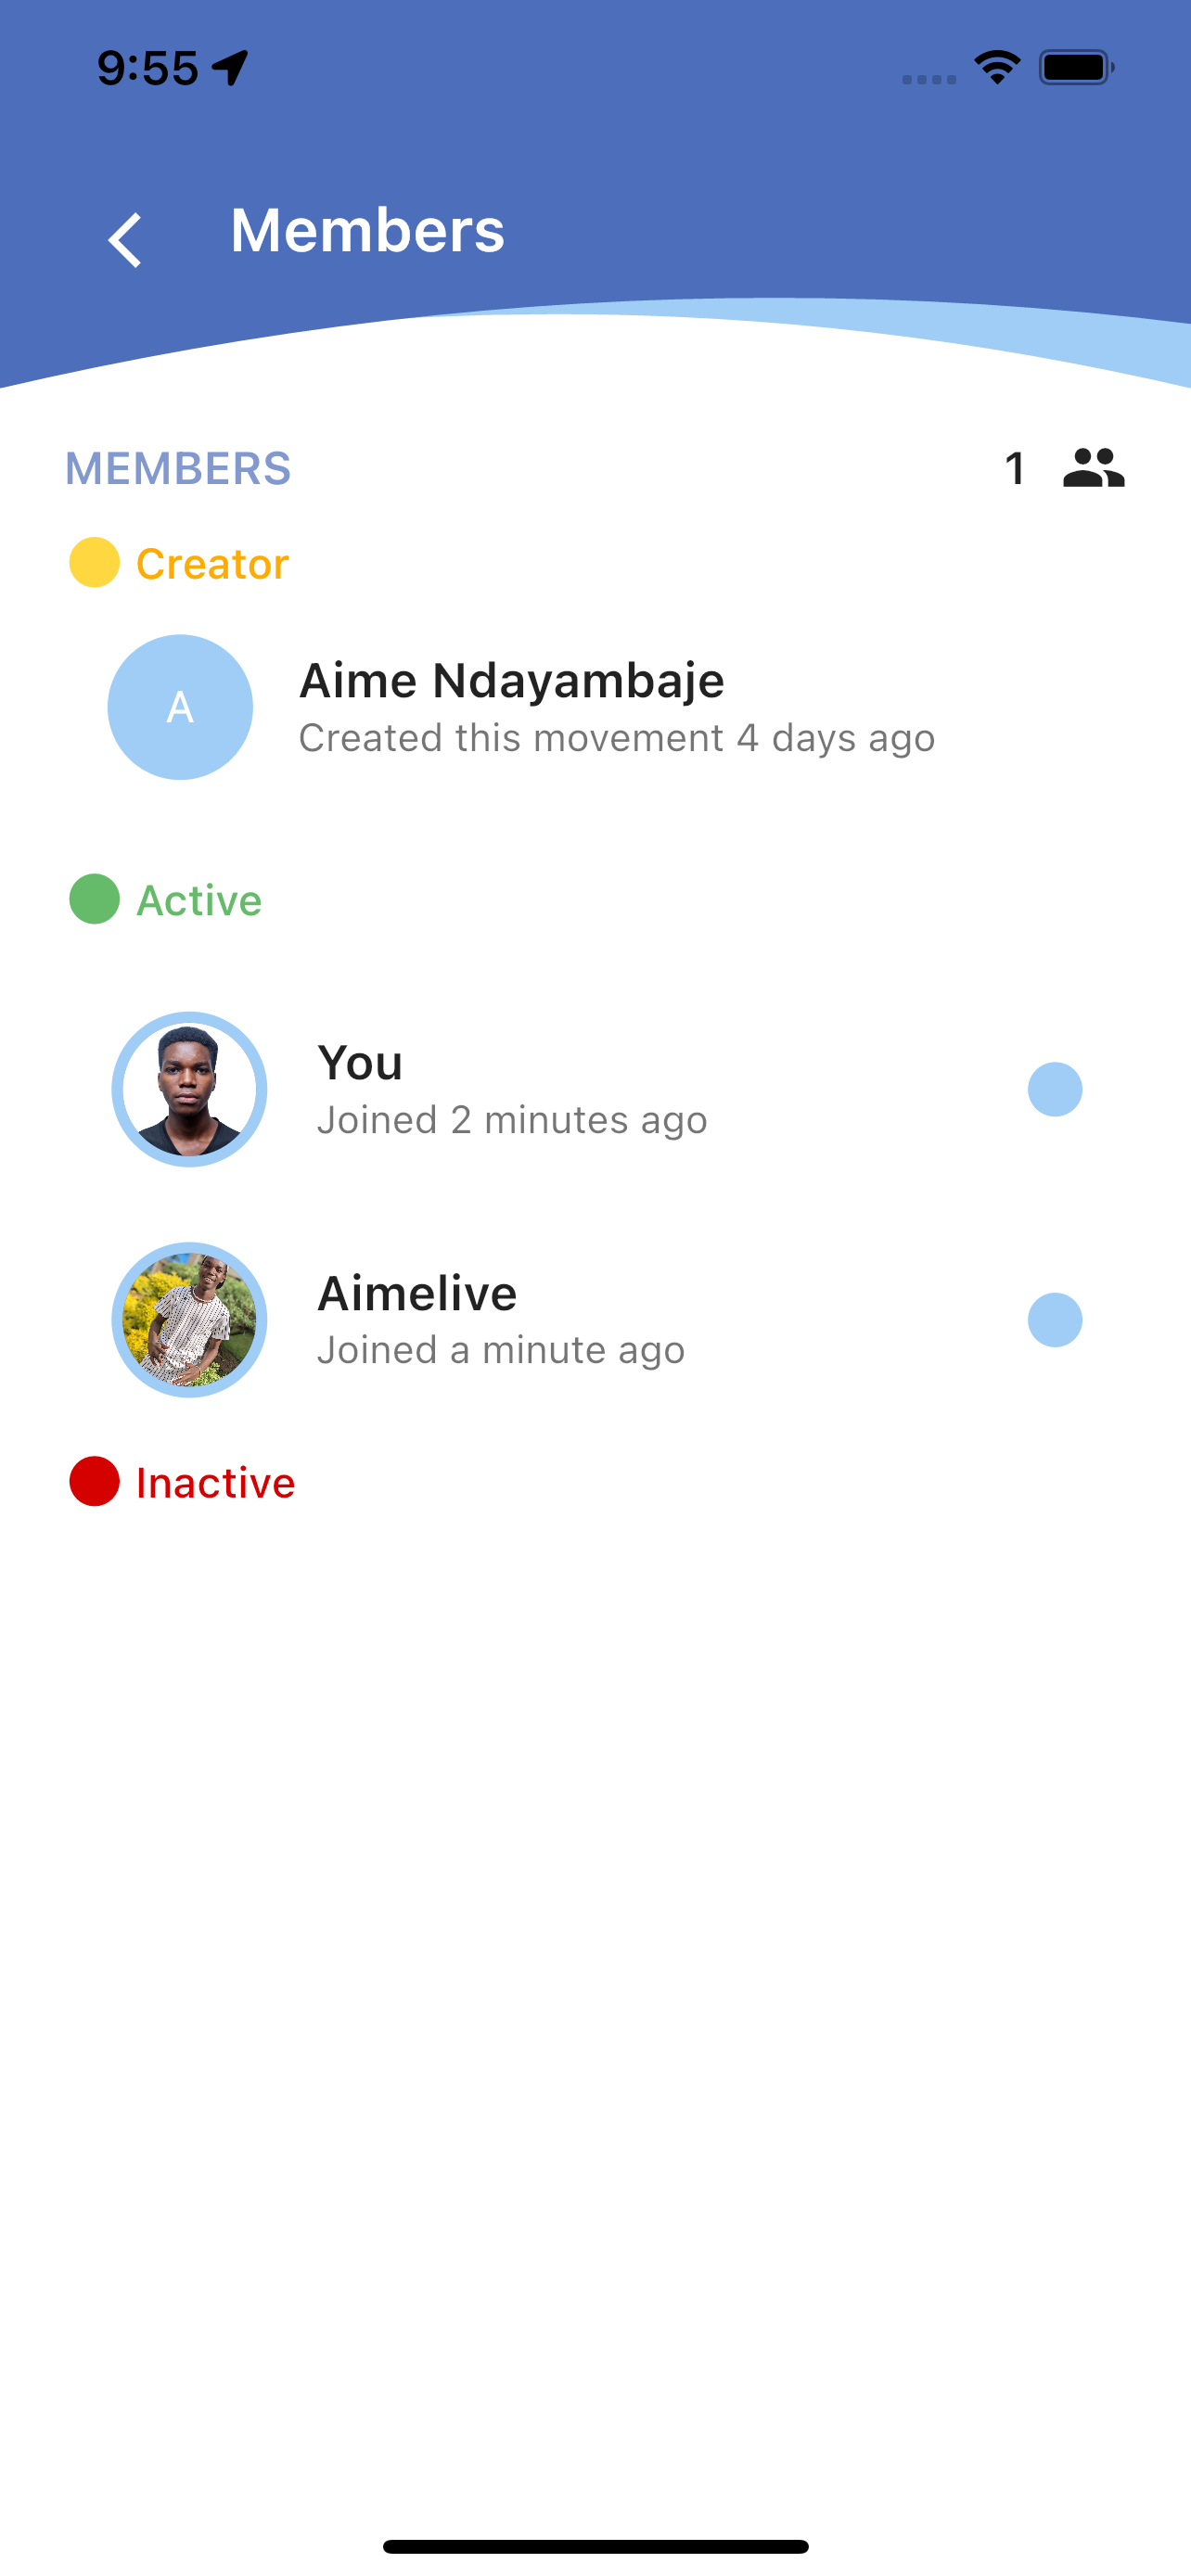 9:55
Members
MEMBERS 1
Creator
A
Aime Ndayambaje
Created this movement 4 days ago
Active
You
Joined 2 minutes ago
Aimelive
Joined a minute ago
Inactive